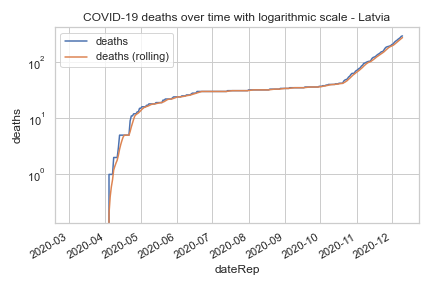 COVID-19 deaths over time with logarithmic scale - Latvia
deaths
deaths (rolling)
10²
10¹
10⁰
deaths
2020-03
2020-04
2020-05
2020-06
2020-07
2020-08
2020-09
2020-10
2020-11
2020-12
dateRep